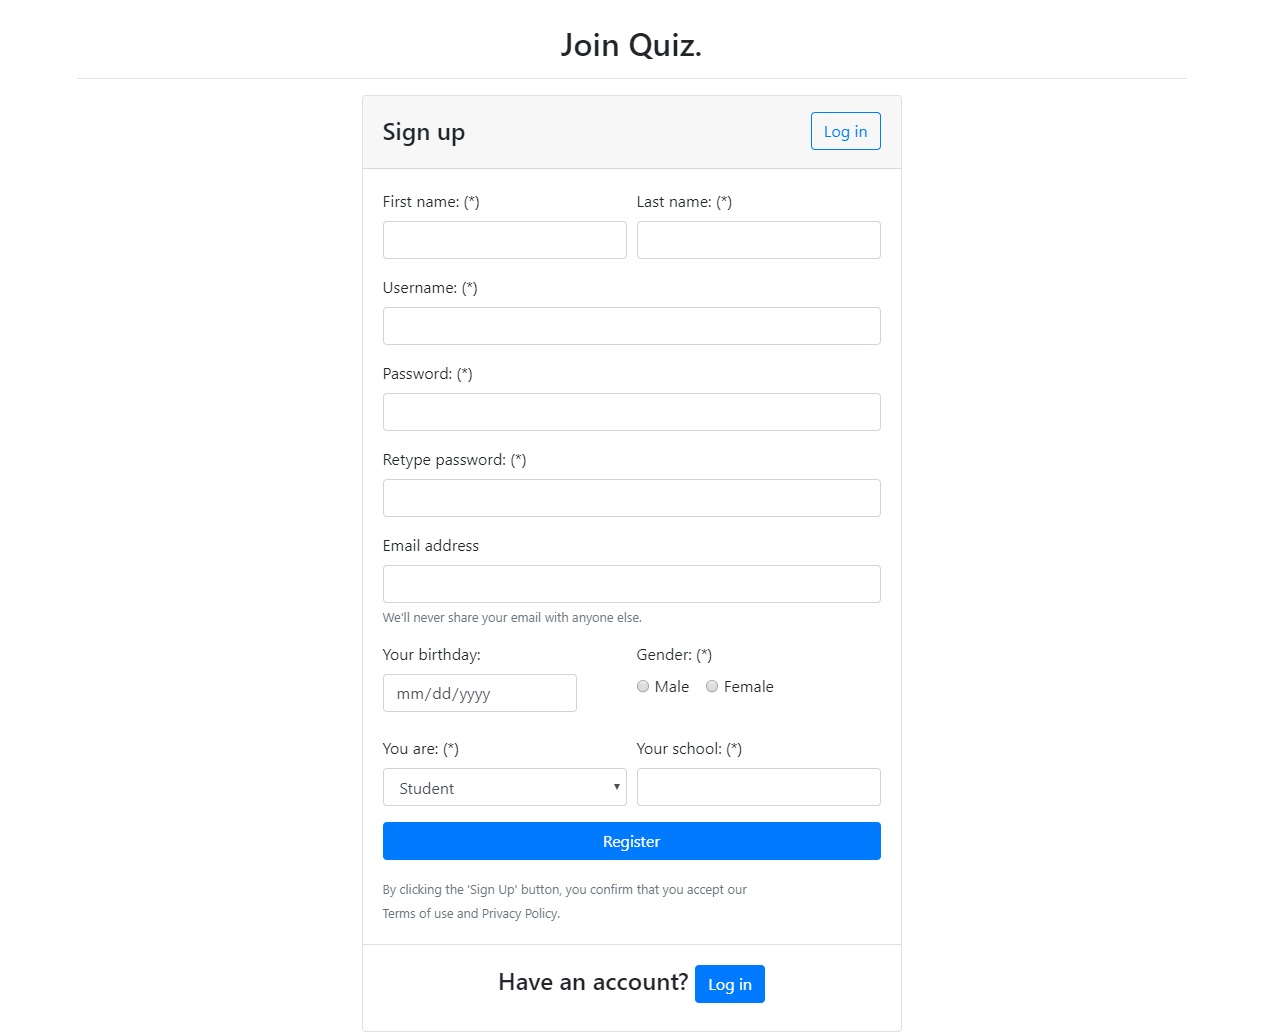 Join Quiz.
Sign up
Log in
First name: (*)
Last name: (*)
Username: (*)
Password: (*)
Retype password: (*)
Email address
We'll never share your email with anyone else.
Your birthday:
Gender: (*)
mm/dd/yyyy
Male
Female
You are: (*)
Your school: (*)
Student
Register
By clicking the 'Sign Up' button, you confirm that you accept our
Terms of use and Privacy Policy.
Have an account? Log in